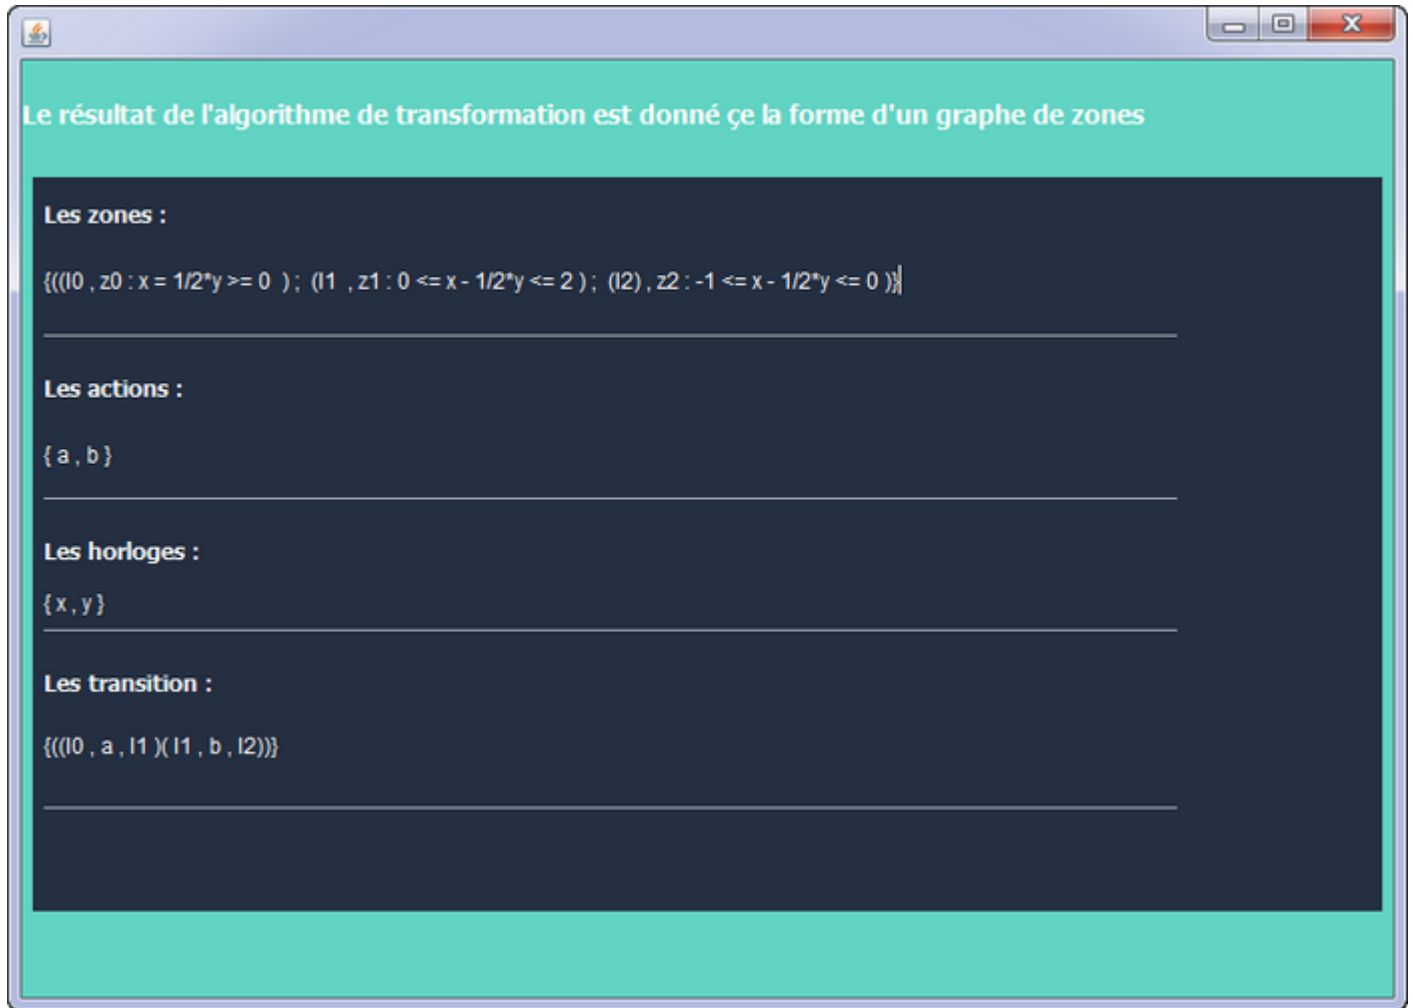 Le résultat de l'algorithme de transformation est donné çe la forme d'un graphe de zones
Les zones :
{((l0 , z0 : x = 1/2*y >= 0  ) ;  (l1  , z1 : 0 <= x - 1/2*y <= 2 ) ;  (l2) , z2 : -1 <= x - 1/2*y <= 0 )}
Les actions :
{ a , b }
Les horloges :
{ x , y }
Les transition :
{((l0 , a , l1 )( l1 , b , l2))}